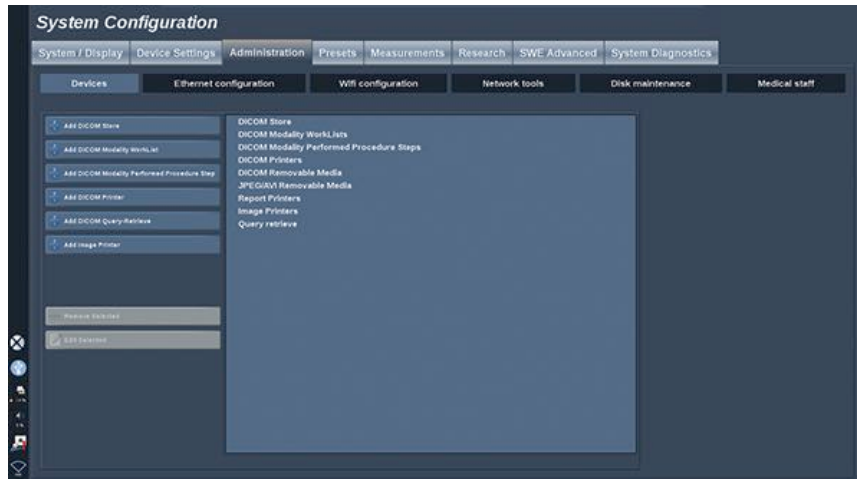 System Configuration
System / Display Device Settings Administration Presets Measurements Research SWE Advanced System Diagnostics
Devices Ethernet configuration Wifi configuration Network tools Disk maintenance Medical staff
Add DICOM Store
Add DICOM Modality WorkList
Add DICOM Modality Performed Procedure Step
Add DICOM Printer
Add DICOM Query-Retrieve
Add Image Printer
Remove Selected
Edit Selected
DICOM Store
DICOM Modality WorkLists
DICOM Modality Performed Procedure Steps
DICOM Printers
DICOM Removable Media
JPEG/AVI Removable Media
Report Printers
Image Printers
Query retrieve